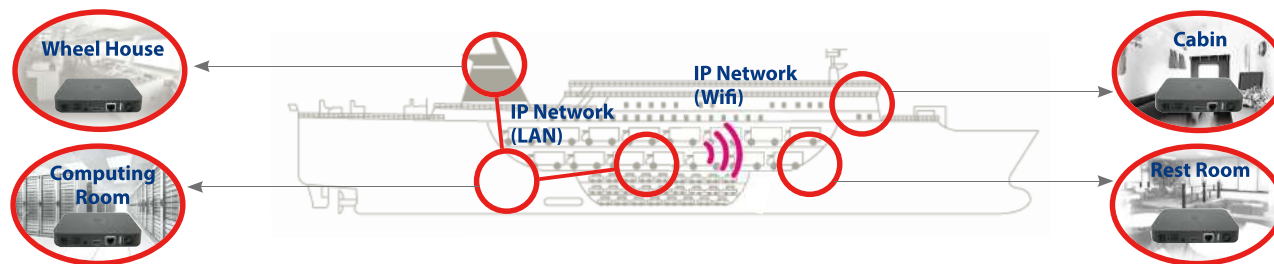 Wheel House
Cabin
IP Network
(Wifi)
IP Network
(LAN)
Computing
Room
Rest Room